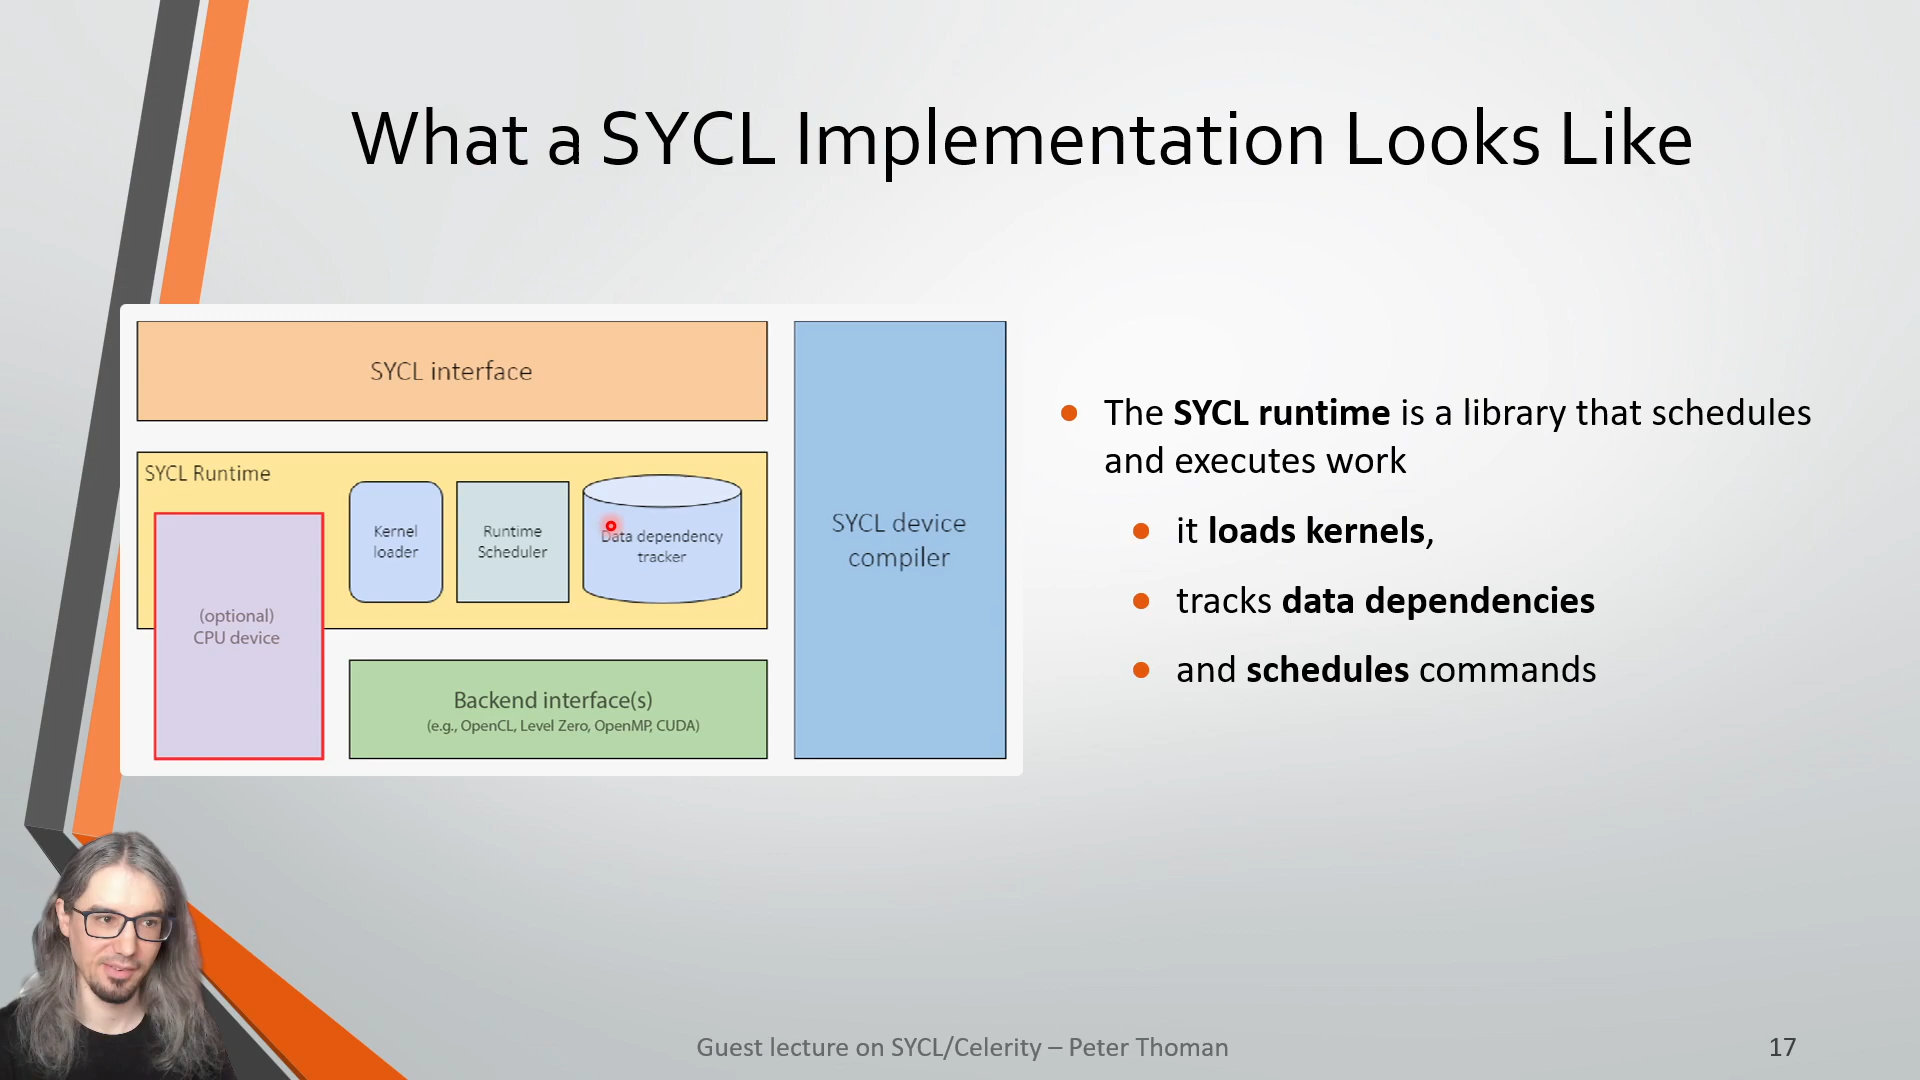 What a SYCL Implementation Looks Like
SYCL interface
SYCL Runtime
Kernel
loader
Runtime
Scheduler
Data dependency
tracker
(optional)
CPU device
Backend interface(s)
(e.g., OpenCL, Level Zero, OpenMP, CUDA)
SYCL device
compiler
The SYCL runtime is a library that schedules
and executes work
it loads kernels,
tracks data dependencies
and schedules commands
Guest lecture on SYCL/Celerity – Peter Thoman
17